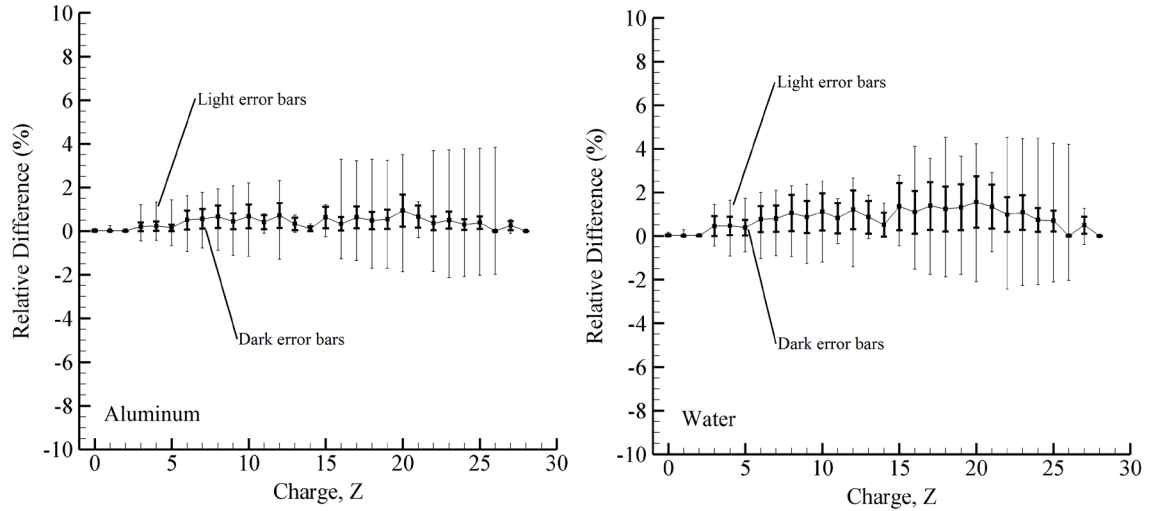 10
8
6
4
2
0
-2
-4
-6
-8
-10
Relative Difference (%)
Light error bars
Dark error bars
Aluminum
0 5 10 15 20 25 30
Charge, Z
10
8
6
4
2
0
-2
-4
-6
-8
-10
Relative Difference (%)
Light error bars
Dark error bars
Water
0 5 10 15 20 25 30
Charge, Z